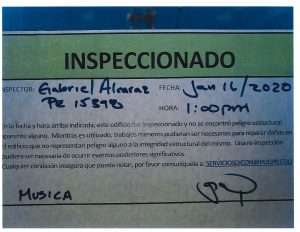 INSPECCIONADO
INSPECTOR: Gabriel Alcaraz FECHA: Jan 16/2020
PE 15898 HORA: 1:00pm
En la fecha y hora arriba indicada, este edificio fue inspeccionado y no se encontró peligro estructural
aparente alguno. Mientras es utilizado, trabajos menores pudieran ser necesarios para reparar daños en
el edificio que no representan peligro alguno a la integridad estructural del mismo. Una re inspección
pudiera ser necesaria de ocurrir eventos posteriores significativos.
Cualquier condición insegura que pueda notar, por favor comuníquela a: SERVICIOSDICON@PUCPR.EDU
MUSICA